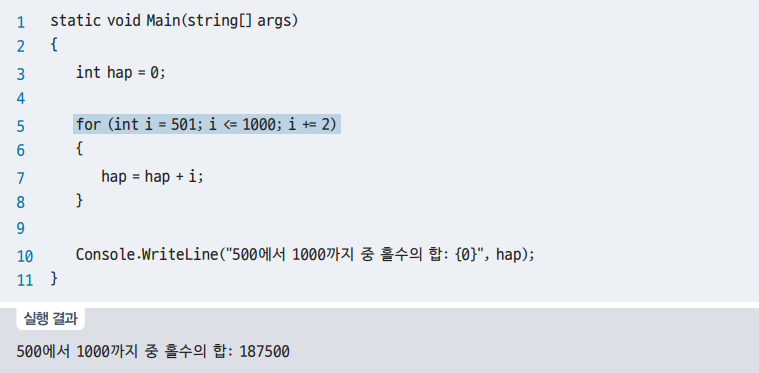 1 static void Main(string[] args)
2 {
3 int hap = 0;
4
5 for (int i = 501; i <= 1000; i += 2)
6 {
7 hap = hap + i;
8 }
9
10 Console.WriteLine("500에서 1000까지 중 홀수의 합: {0}", hap);
11 }
실행 결과
500에서 1000까지 중 홀수의 합: 187500